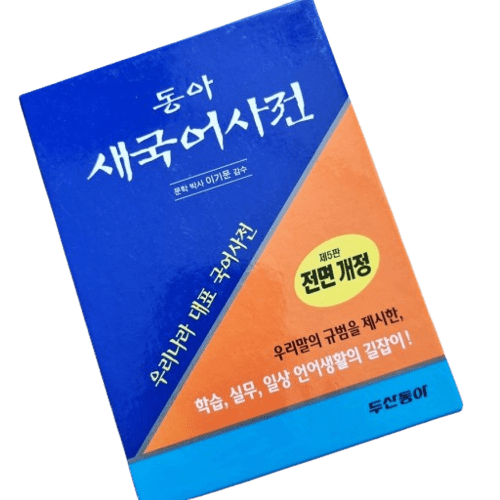 동아
새국어사전
문학 박사 이기문 감수
우리나라 대표 국어사전
제5판
전면 개정
우리말의 규범을 제시한,
학습, 실무, 일상 언어생활의 길잡이!
두산동아